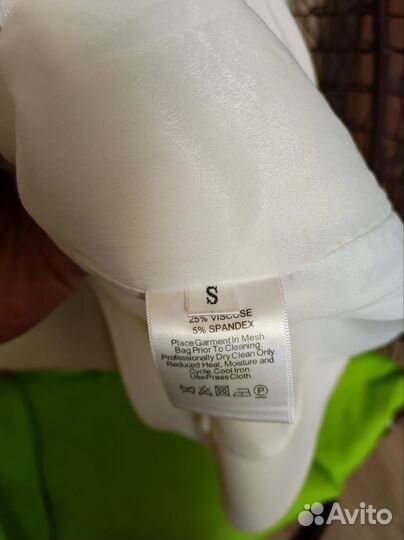 S
25% VISCOSE
5% SPANDEX
Place Garment In Mesh
Bag Prior To Cleaning.
Professionally Dry Clean Only.
Reduced Heat, Moisture and
Cycle. Cool Iron.
Use Press Cloth.
P
Avito